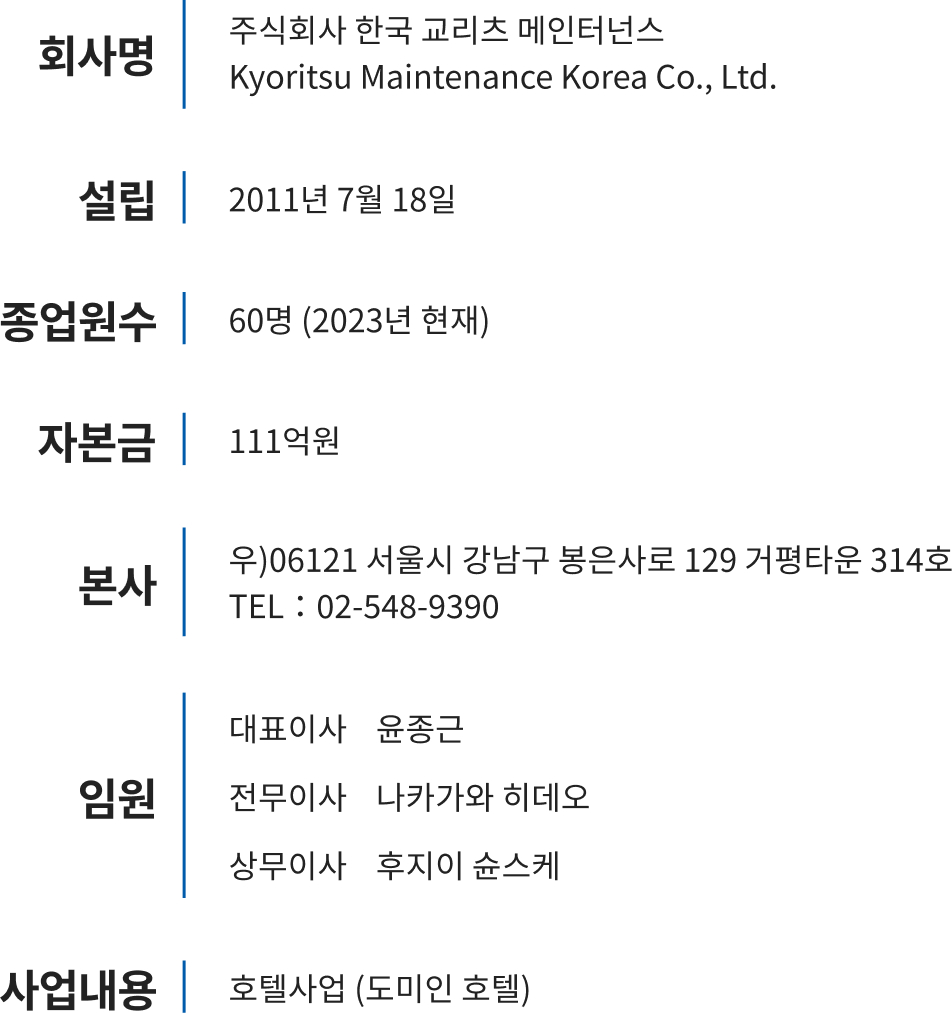 회사명
주식회사 한국 교리츠 메인터넌스
Kyoritsu Maintenance Korea Co., Ltd.
설립
2011년 7월 18일
종업원수
60명 (2023년 현재)
자본금
111억원
본사
우)06121 서울시 강남구 봉은사로 129 거평타운 314호
TEL : 02-548-9390
임원
대표이사 윤종근
전무이사 나카가와 히데오
상무이사 후지이 슌스케
사업내용
호텔사업 (도미인 호텔)